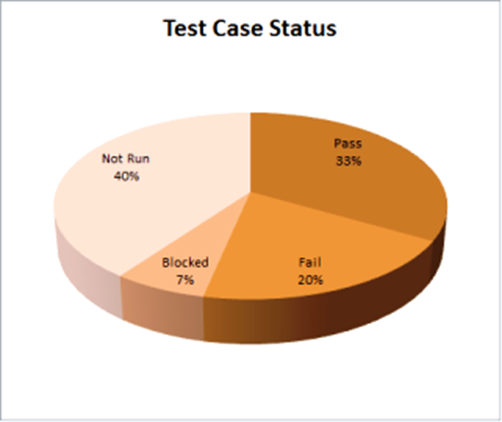 Test Case Status
Pass
33%
Not Run
40%
Blocked
7%
Fail
20%